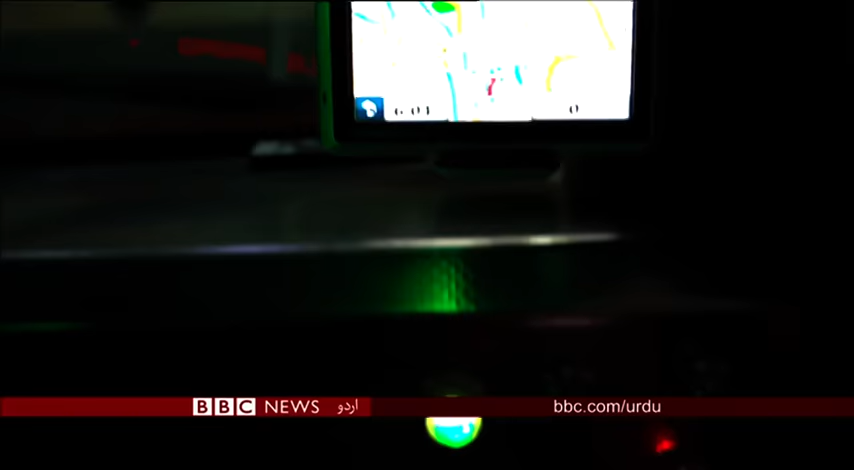 BBC NEWS اردو bbc.com/urdu